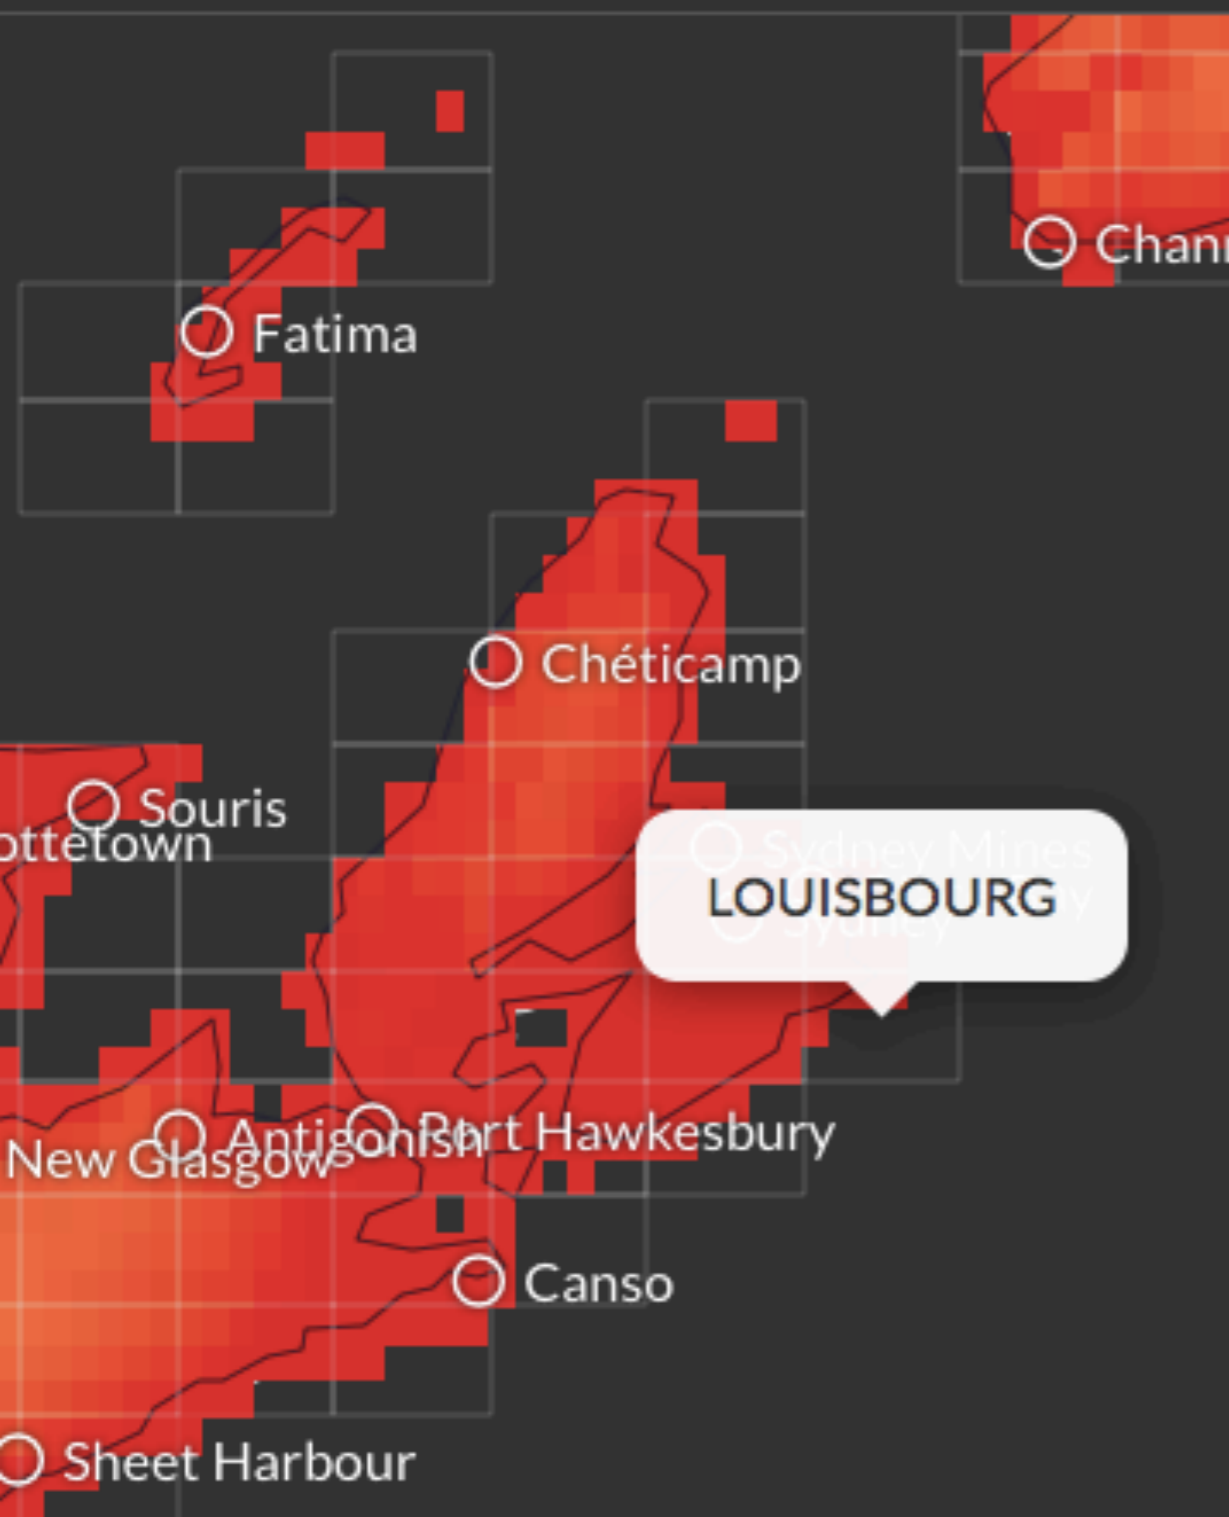 Chann
Fatima
Chéticamp
Souris
ottetown
Sydney Mines
LOUISBOURG
Sydney
Port Hawkesbury
Antigonish
New Glasgow
Canso
Sheet Harbour